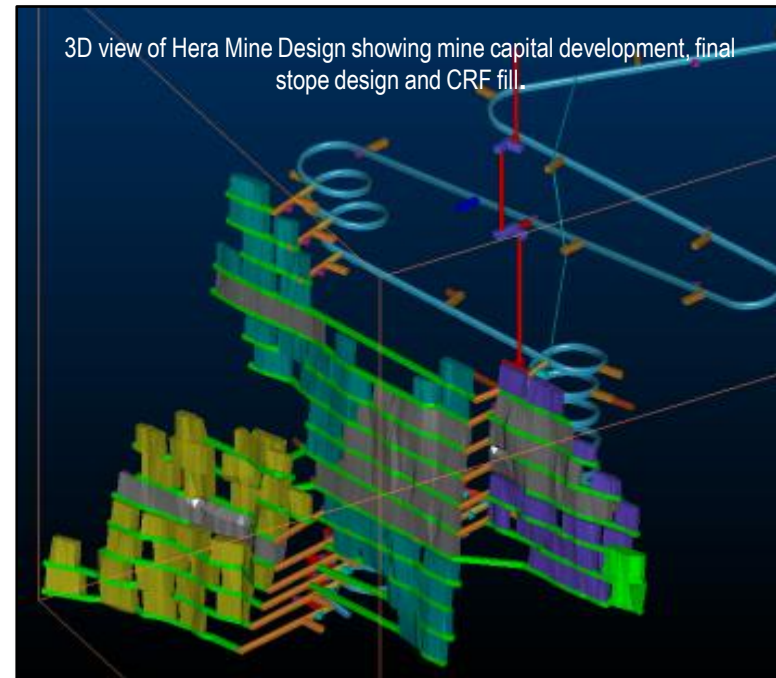 3D view of Hera Mine Design showing mine capital development, final
stope design and CRF fill.